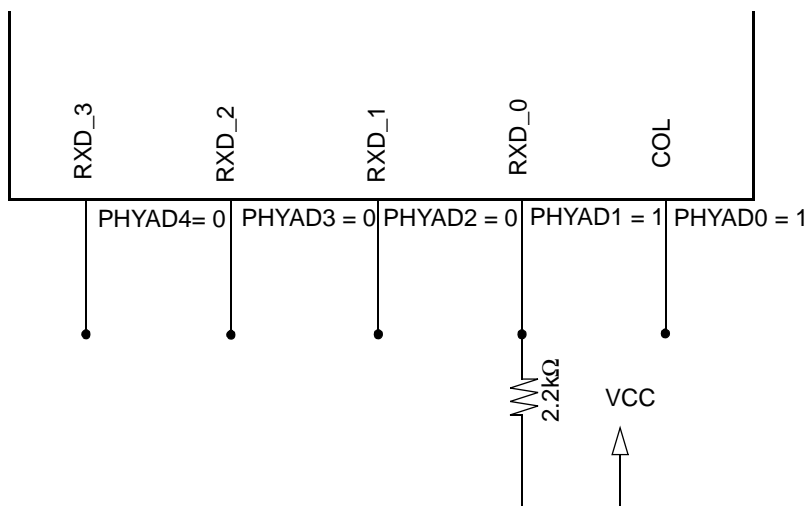 RXD_3
RXD_2
RXD_1
RXD_0
COL
PHYAD4= 0
PHYAD3 = 0
PHYAD2 = 0
PHYAD1 = 1
PHYAD0 = 1
2.2kΩ
VCC